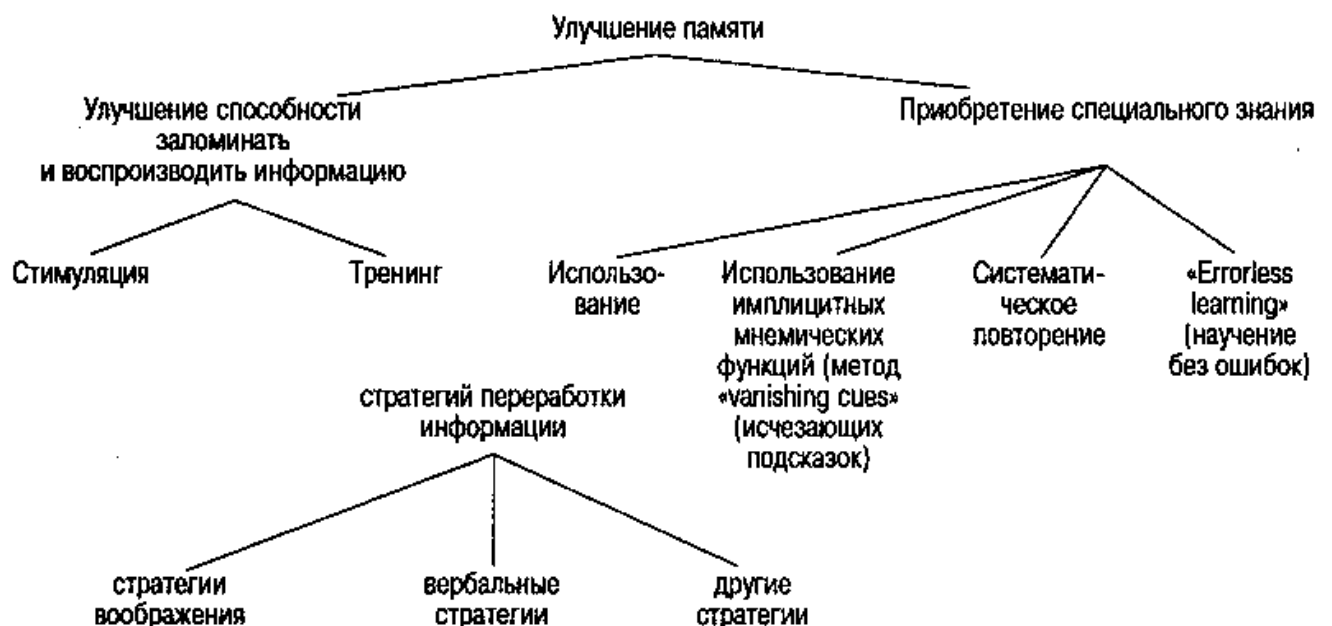 Улучшение памяти
Улучшение способности
запоминать
и воспроизводить информацию
Приобретение специального знания
Стимуляция
Тренинг
Использо-
вание
Использование
имплицитных
мнемических
функций (метод
«vanishing cues»
(исчезающих
подсказок)
Системати-
ческое
повторение
«Errorless
learning»
(научение
без ошибок)
стратегий переработки
информации
стратегии
воображения
вербальные
стратегии
другие
стратегии